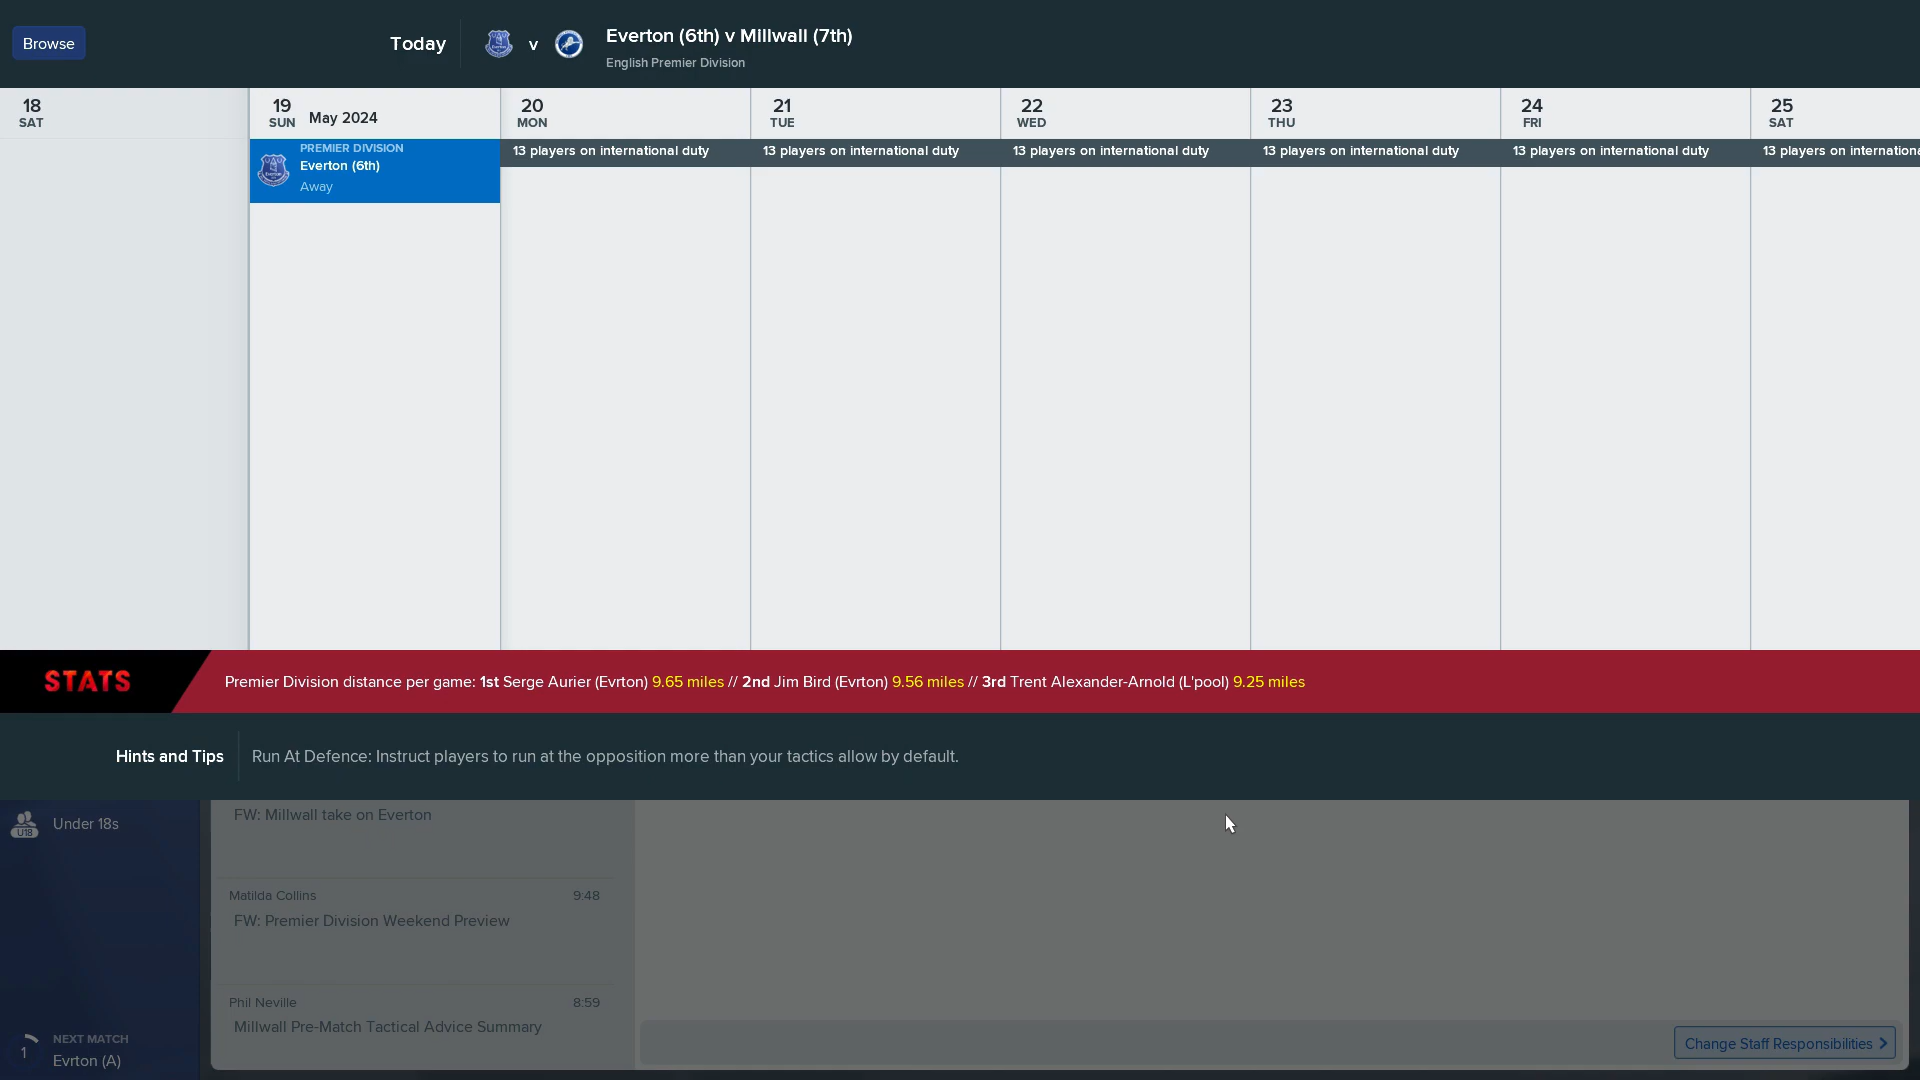 Browse
Today
v
Everton (6th) v Millwall (7th)
English Premier Division
18
SAT
19
SUN
May 2024
20
MON
21
TUE
22
WED
23
THU
24
FRI
25
SAT
PREMIER DIVISION
Everton (6th)
Away
13 players on international duty
13 players on international duty
13 players on international duty
13 players on international duty
13 players on international duty
13 players on internationa
STATS
Premier Division distance per game: 1st Serge Aurier (Evrton) 9.65 miles // 2nd Jim Bird (Evrton) 9.56 miles // 3rd Trent Alexander-Arnold (L'pool) 9.25 miles
Hints and Tips
Run At Defence: Instruct players to run at the opposition more than your tactics allow by default.
U18
Under 18s
FW: Millwall take on Everton
Matilda Collins
9:48
FW: Premier Division Weekend Preview
Phil Neville
8:59
Millwall Pre-Match Tactical Advice Summary
1
NEXT MATCH
Evrton (A)
Change Staff Responsibilities